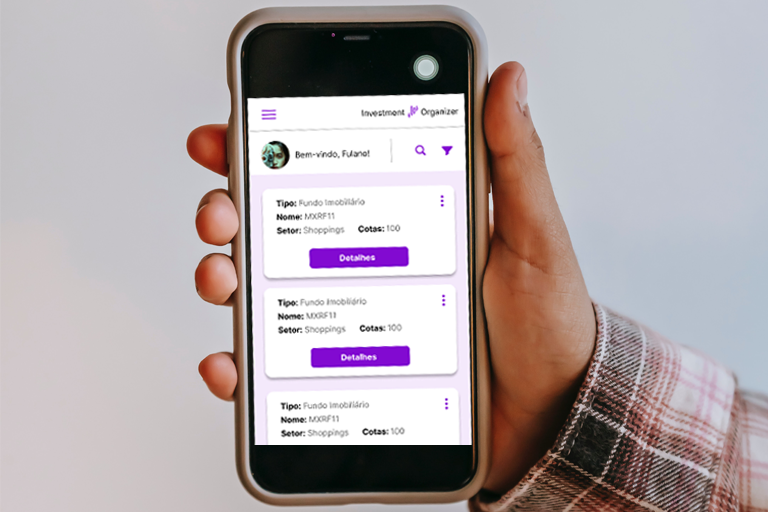 Investment Organizer
Bem-vindo, Fulano!
Tipo: Fundo Imobiliário
Nome: MXRF11
Setor: Shoppings Cotas: 100
Detalhes
Tipo: Fundo Imobiliário
Nome: MXRF11
Setor: Shoppings Cotas: 100
Detalhes
Tipo: Fundo Imobiliário
Nome: MXRF11
Setor: Shoppings Cotas: 100